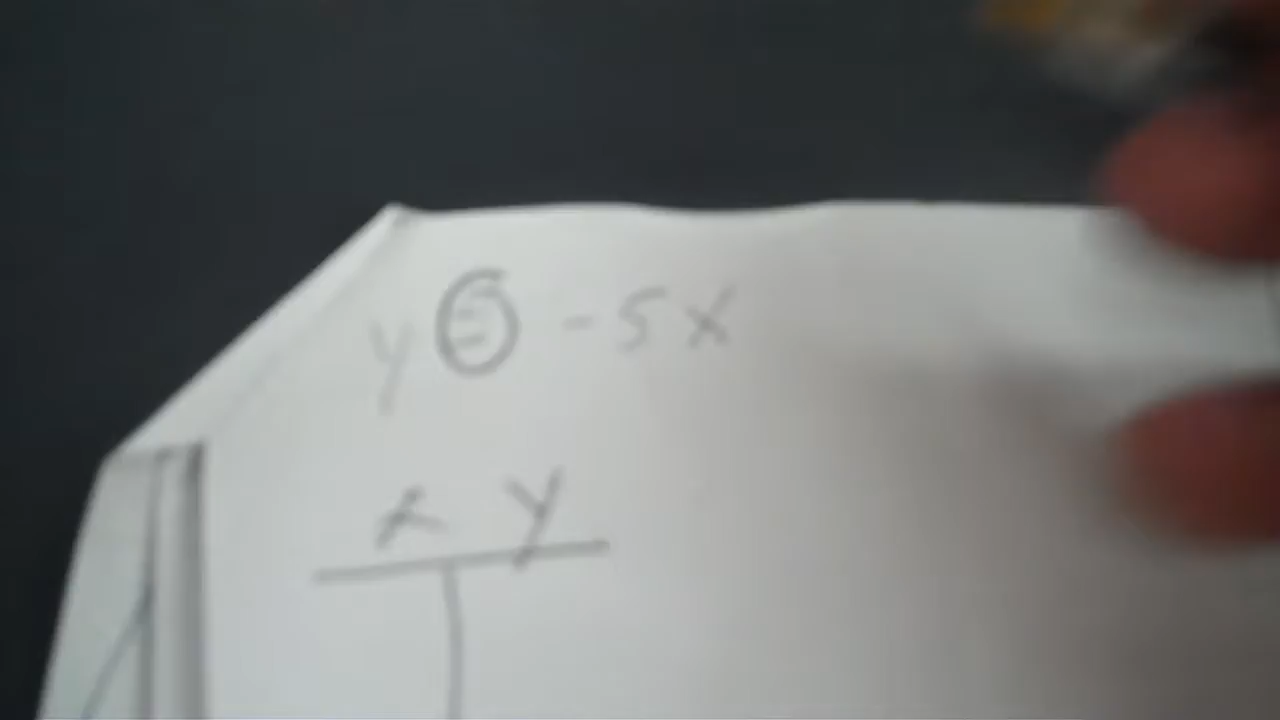 y = -5x
x y